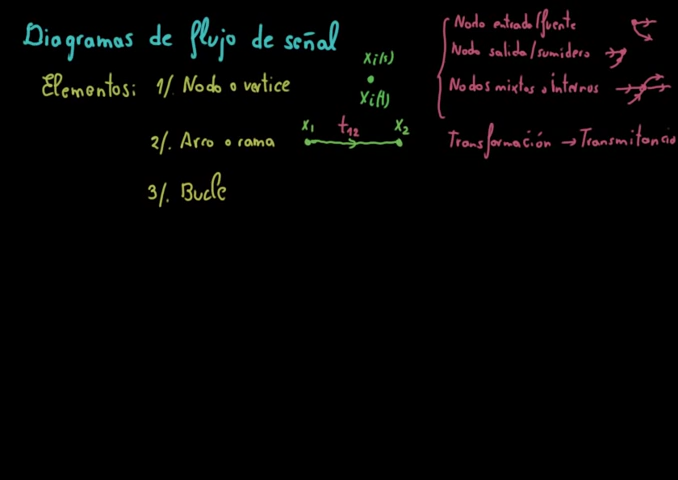 Diagramas de flujo de señal
Elementos: 1/. Nodo o vertice
Xi(s)
Xi(t)
Nodo entrada/fuente
Nodo salida/sumidero
Nodos mixtos o internos
2/. Arco o rama
X1 t12 X2
Transformación → Transmitancia
3/. Bucle